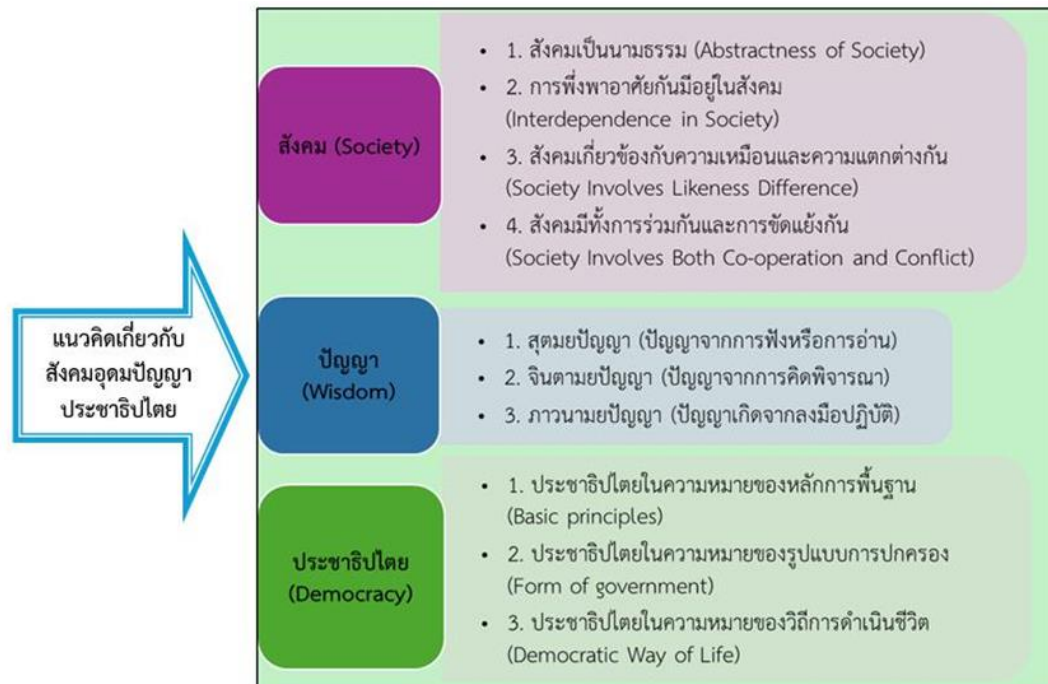 แนวคิดเกี่ยวกับ
สังคมอุดมปัญญา
ประชาธิปไตย
สังคม (Society)
• 1. สังคมเป็นนามธรรม (Abstractness of Society)
• 2. การพึ่งพาอาศัยกันมีอยู่ในสังคม
(Interdependence in Society)
• 3. สังคมเกี่ยวข้องกับความเหมือนและความแตกต่างกัน
(Society Involves Likeness Difference)
• 4. สังคมมีทั้งการร่วมกันและการขัดแย้งกัน
(Society Involves Both Co-operation and Conflict)
ปัญญา
(Wisdom)
• 1. สุตมยปัญญา (ปัญญาจากการฟังหรือการอ่าน)
• 2. จินตามยปัญญา (ปัญญาจากการคิดพิจารณา)
• 3. ภาวนามยปัญญา (ปัญญาเกิดจากลงมือปฏิบัติ)
ประชาธิปไตย
(Democracy)
• 1. ประชาธิปไตยในความหมายของหลักการพื้นฐาน
(Basic principles)
• 2. ประชาธิปไตยในความหมายของรูปแบบการปกครอง
(Form of government)
• 3. ประชาธิปไตยในความหมายของวิถีการดำเนินชีวิต
(Democratic Way of Life)